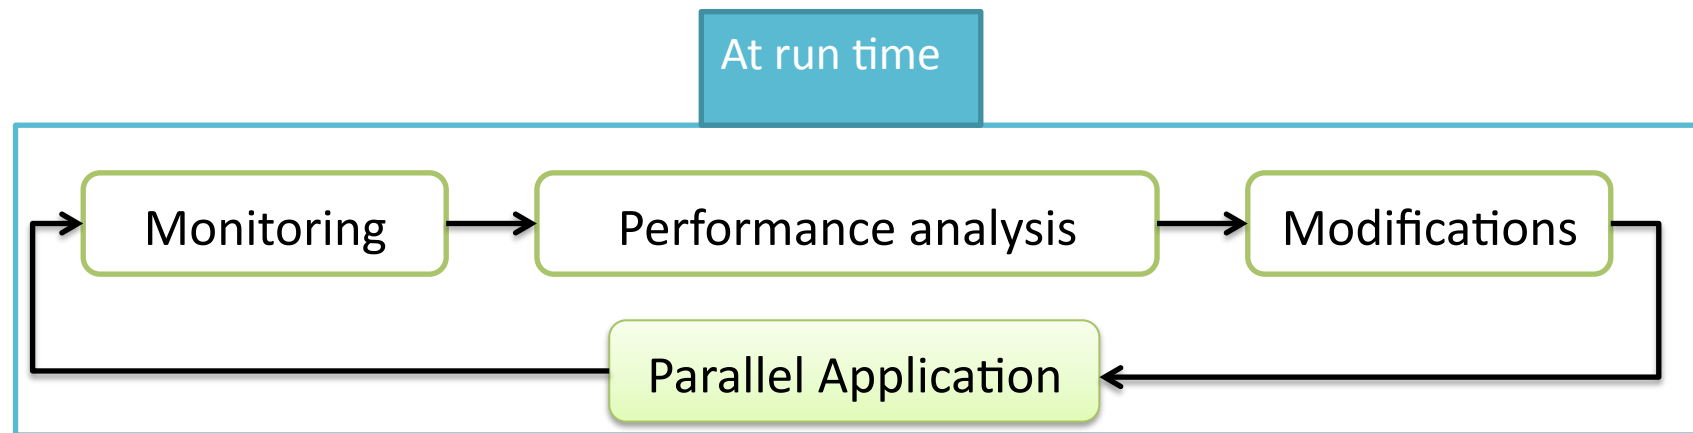 At run time
Monitoring
Performance analysis
Modifications
Parallel Application